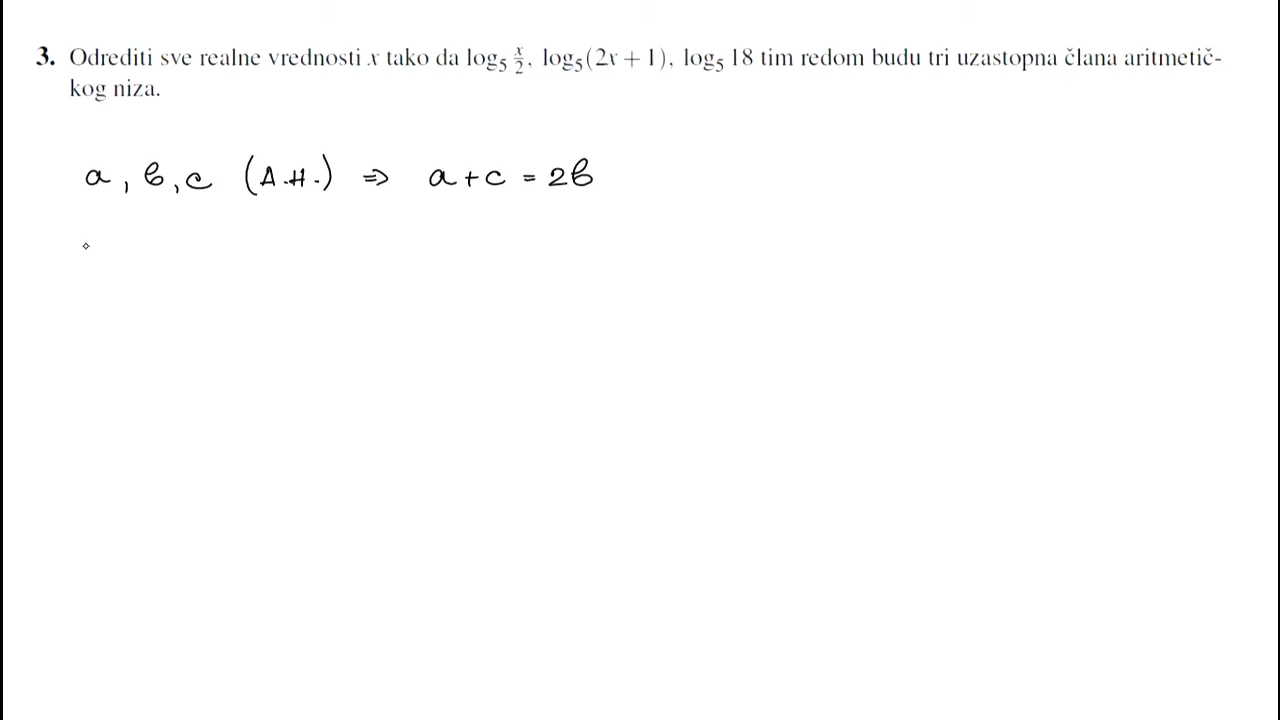 3. Odrediti sve realne vrednosti x tako da log₅ x/2, log₅(2x + 1), log₅ 18 tim redom budu tri uzastopna člana aritmetič-
kog niza.
a, в, c (A.H.) ⇒ a + c = 2в